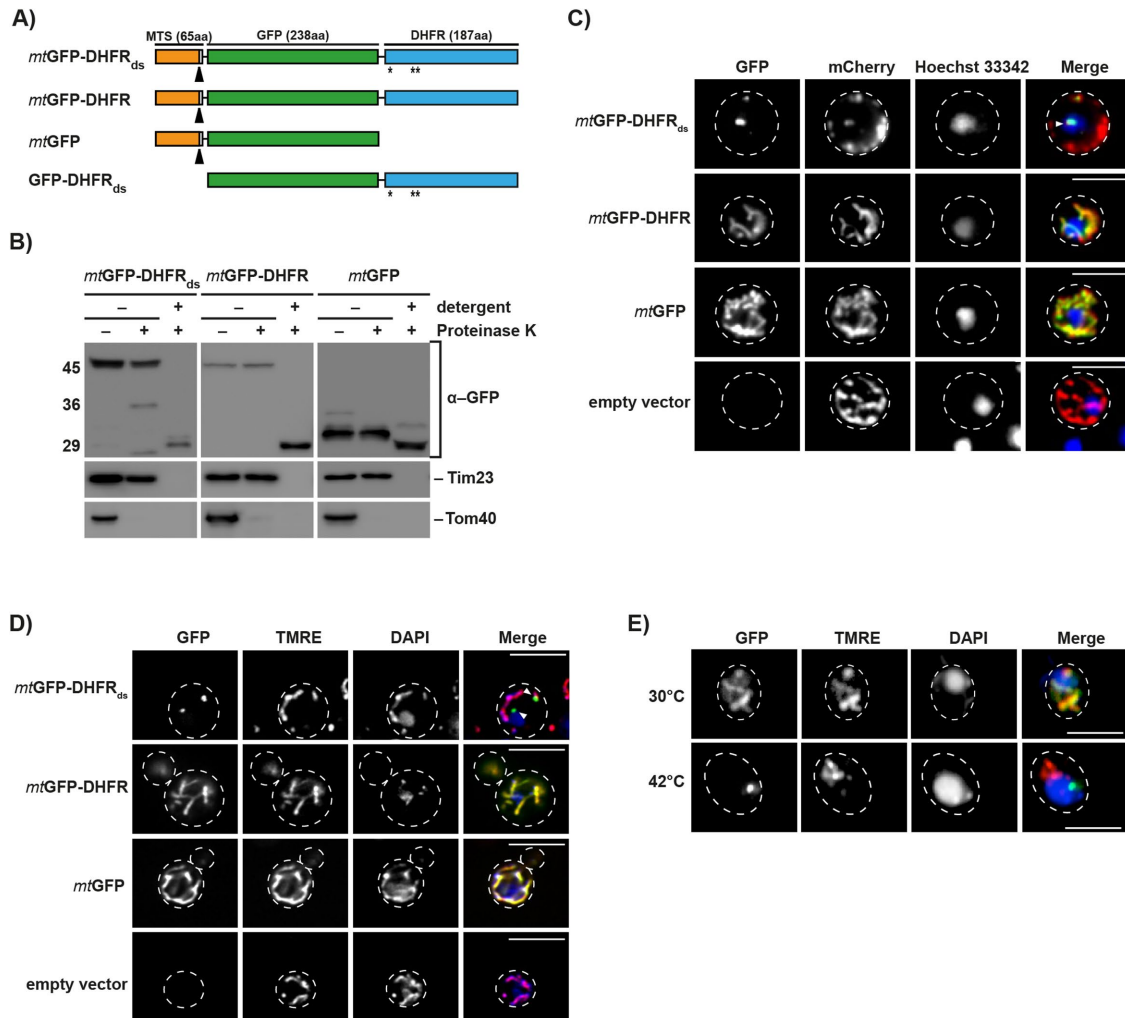 A)
MTS (65aa) GFP (238aa) DHFR (187aa)
mtGFP-DHFRds
* **
mtGFP-DHFR
mtGFP
GFP-DHFRds
* **
B)
mtGFP-DHFRds mtGFP-DHFR mtGFP
– + – + – + detergent
– + + – + + – + + Proteinase K
45
36
29
α–GFP
– Tim23
– Tom40
C)
GFP mCherry Hoechst 33342 Merge
mtGFP-DHFRds
mtGFP-DHFR
mtGFP
empty vector
D)
GFP TMRE DAPI Merge
mtGFP-DHFRds
mtGFP-DHFR
mtGFP
empty vector
E)
GFP TMRE DAPI Merge
30°C
42°C